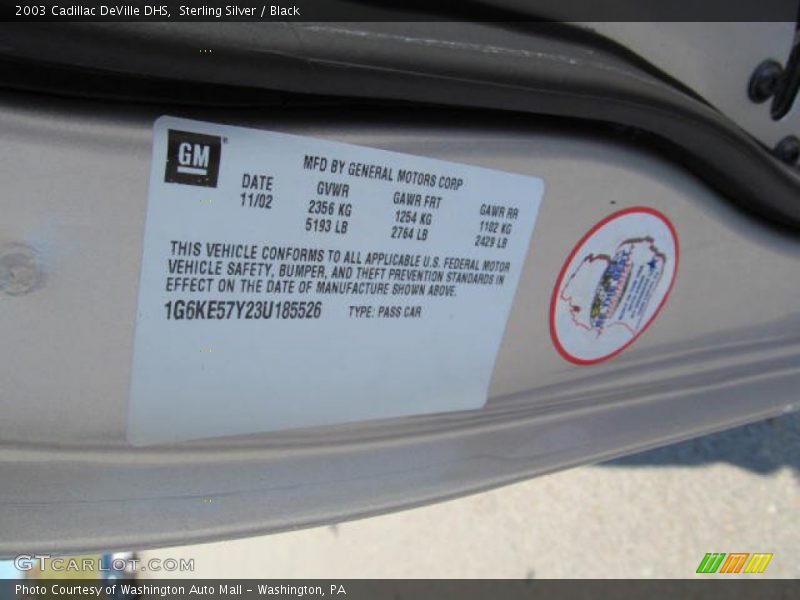 2003 Cadillac DeVille DHS, Sterling Silver / Black
GM
MFD BY GENERAL MOTORS CORP
DATE GVWR GAWR FRT GAWR RR
11/02 2356 KG 1254 KG 1102 KG
5193 LB 2764 LB 2429 LB
THIS VEHICLE CONFORMS TO ALL APPLICABLE U.S. FEDERAL MOTOR
VEHICLE SAFETY, BUMPER, AND THEFT PREVENTION STANDARDS IN
EFFECT ON THE DATE OF MANUFACTURE SHOWN ABOVE.
1G6KE57Y23U185526 TYPE: PASS CAR
GTcarlot.com
Photo Courtesy of Washington Auto Mall - Washington, PA